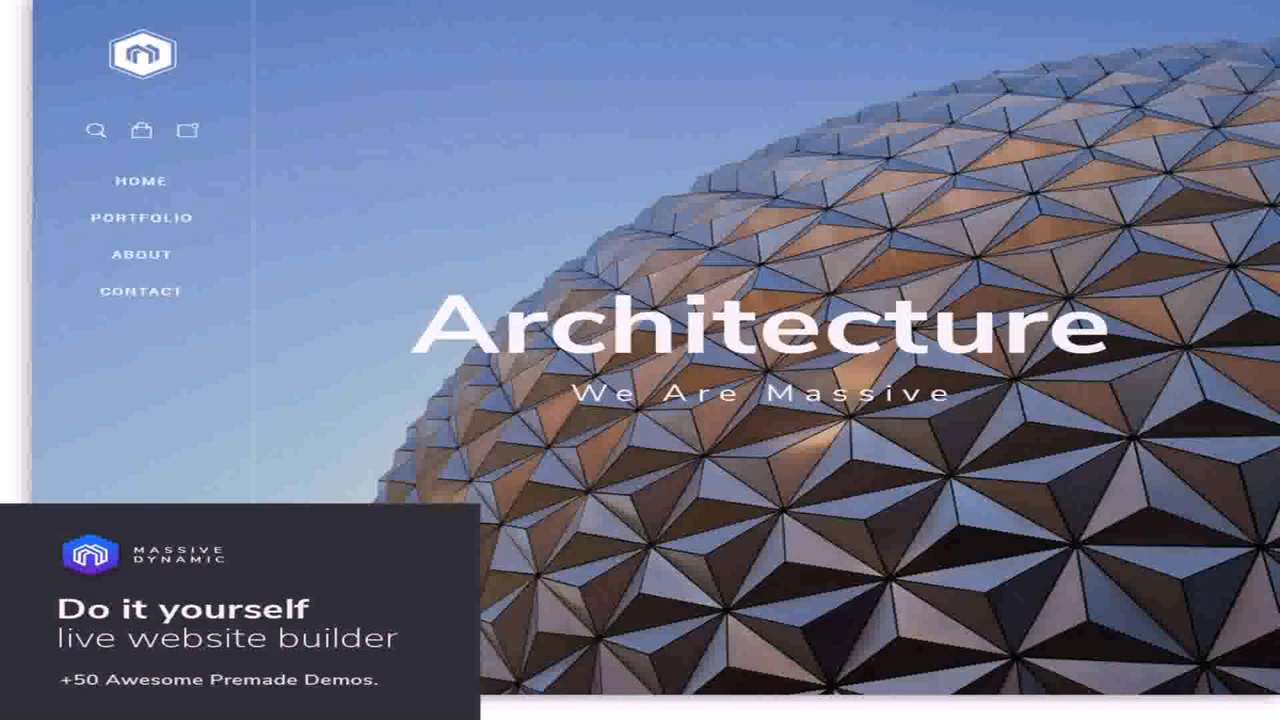 HOME
PORTFOLIO
ABOUT
CONTACT
Architecture
We Are Massive
MASSIVE
DYNAMIC
Do it yourself
live website builder
+50 Awesome Premade Demos.